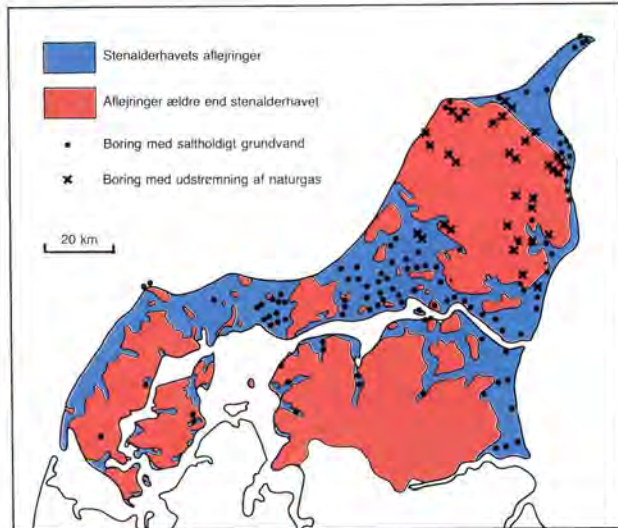 Stenalderhavets aflejringer
Aflejringer ældre end stenalderhavet
Boring med saltholdigt grundvand
Boring med udstrømning af naturgas
20 km